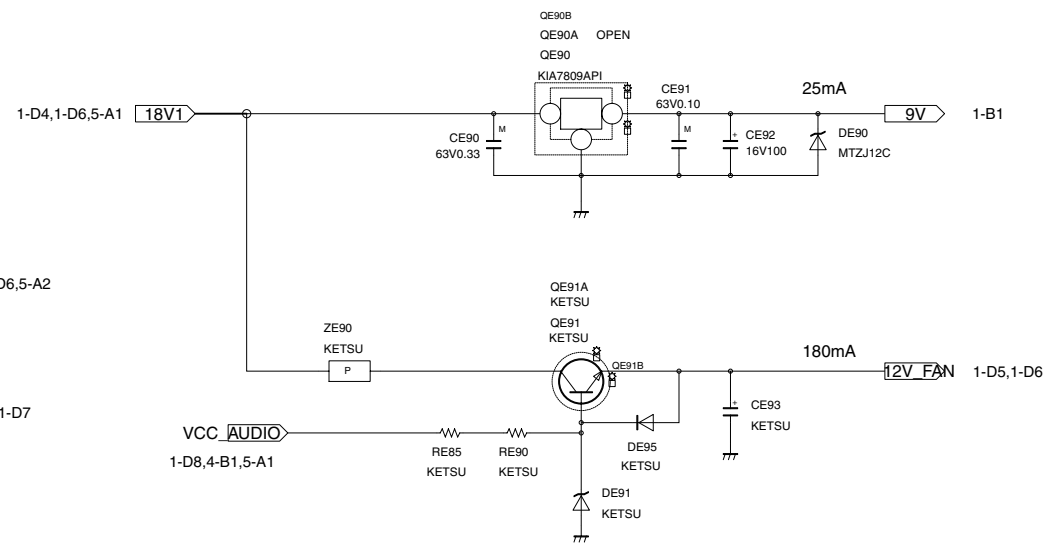 QE90B
QE90A OPEN
QE90
KIA7809API
1-D4,1-D6,5-A1 18V1
CE90
63V0.33
M
CE91
63V0.10
M
+ CE92
16V100
25mA
DE90
MTZJ12C
9V 1-B1
D6,5-A2
QE91A
KETSU
QE91
KETSU
QE91B
ZE90
KETSU
P
180mA
12V_FAN 1-D5,1-D6
+ CE93
KETSU
1-D7
VCC_AUDIO
1-D8,4-B1,5-A1
RE85
KETSU
RE90
KETSU
DE95
KETSU
DE91
KETSU